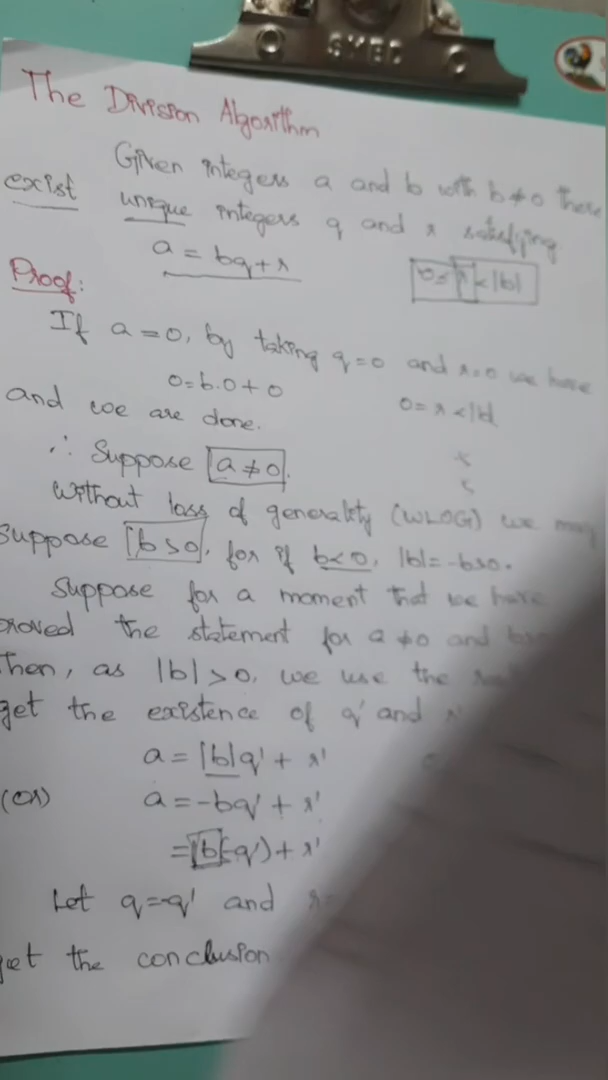 SMED
The Division Algorithm
Given integers a and b with b≠0 there
exist unique integers q and r satisfying
a = bq+r 0≤r<|b|
Proof:
If a=0, by taking q=0 and r=0 we have
0=b.0+0 0=r<|b|
and we are done.
∴ Suppose a≠0.
Without loss of generality (WLOG) we may
Suppose b>0, for if b<0, |b|=-b>0.
Suppose for a moment that we have
proved the statement for a≠0 and
Then, as |b|>0, we use the
get the existence of q' and
a = |b|q' + r'
(or) a = -bq' + r'
= b(-q') + r'
Let q=-q' and r=
get the conclusion